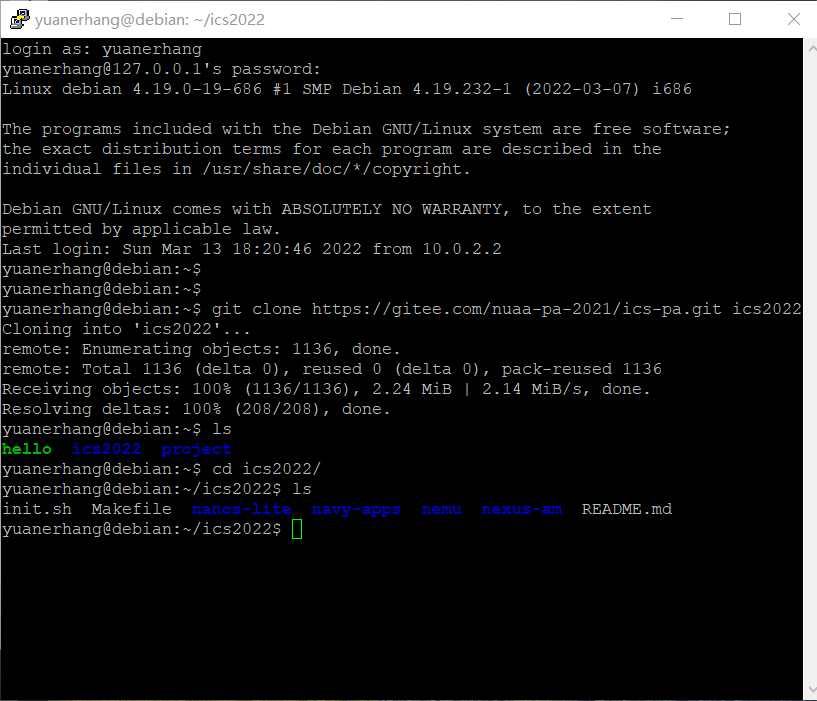 yuanerhang@debian: ~/ics2022
login as: yuanerhang
yuanerhang@127.0.0.1's password:
Linux debian 4.19.0-19-686 #1 SMP Debian 4.19.232-1 (2022-03-07) i686
The programs included with the Debian GNU/Linux system are free software;
the exact distribution terms for each program are described in the
individual files in /usr/share/doc/*/copyright.
Debian GNU/Linux comes with ABSOLUTELY NO WARRANTY, to the extent
permitted by applicable law.
Last login: Sun Mar 13 18:20:46 2022 from 10.0.2.2
yuanerhang@debian:~$
yuanerhang@debian:~$
yuanerhang@debian:~$ git clone https://gitee.com/nuaa-pa-2021/ics-pa.git ics2022
Cloning into 'ics2022'...
remote: Enumerating objects: 1136, done.
remote: Total 1136 (delta 0), reused 0 (delta 0), pack-reused 1136
Receiving objects: 100% (1136/1136), 2.24 MiB | 2.14 MiB/s, done.
Resolving deltas: 100% (208/208), done.
yuanerhang@debian:~$ ls
hello  ics2022  project
yuanerhang@debian:~$ cd ics2022/
yuanerhang@debian:~/ics2022$ ls
init.sh  Makefile  nanos-lite  navy-apps  nemu  nexus-am  README.md
yuanerhang@debian:~/ics2022$